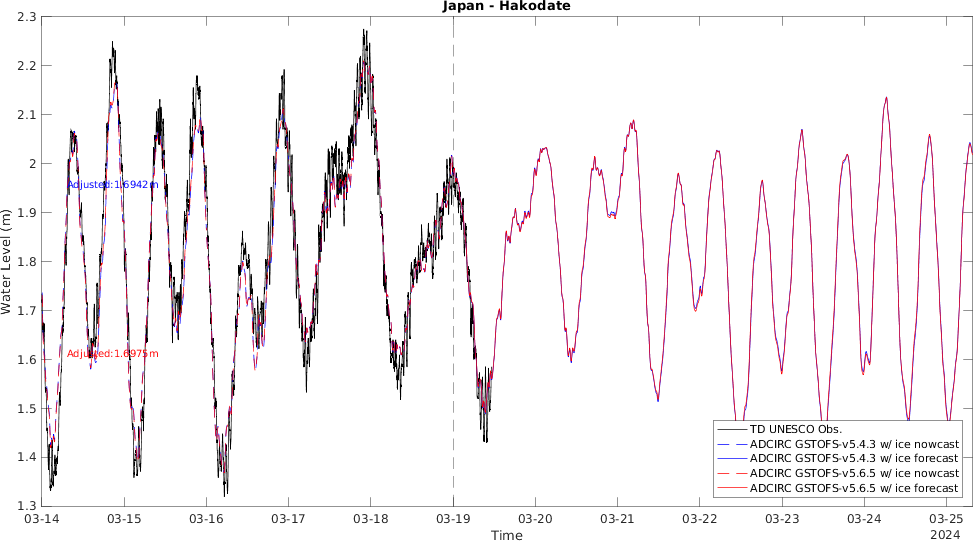 Japan - Hakodate
Water Level (m)
2.3
2.2
2.1
2
1.9
1.8
1.7
1.6
1.5
1.4
1.3
Adjusted:1.6942m
Adjusted:1.6975m
TD UNESCO Obs.
ADCIRC GSTOFS-v5.4.3 w/ ice nowcast
ADCIRC GSTOFS-v5.4.3 w/ ice forecast
ADCIRC GSTOFS-v5.6.5 w/ ice nowcast
ADCIRC GSTOFS-v5.6.5 w/ ice forecast
03-14 03-15 03-16 03-17 03-18 03-19 03-20 03-21 03-22 03-23 03-24 03-25
2024
Time